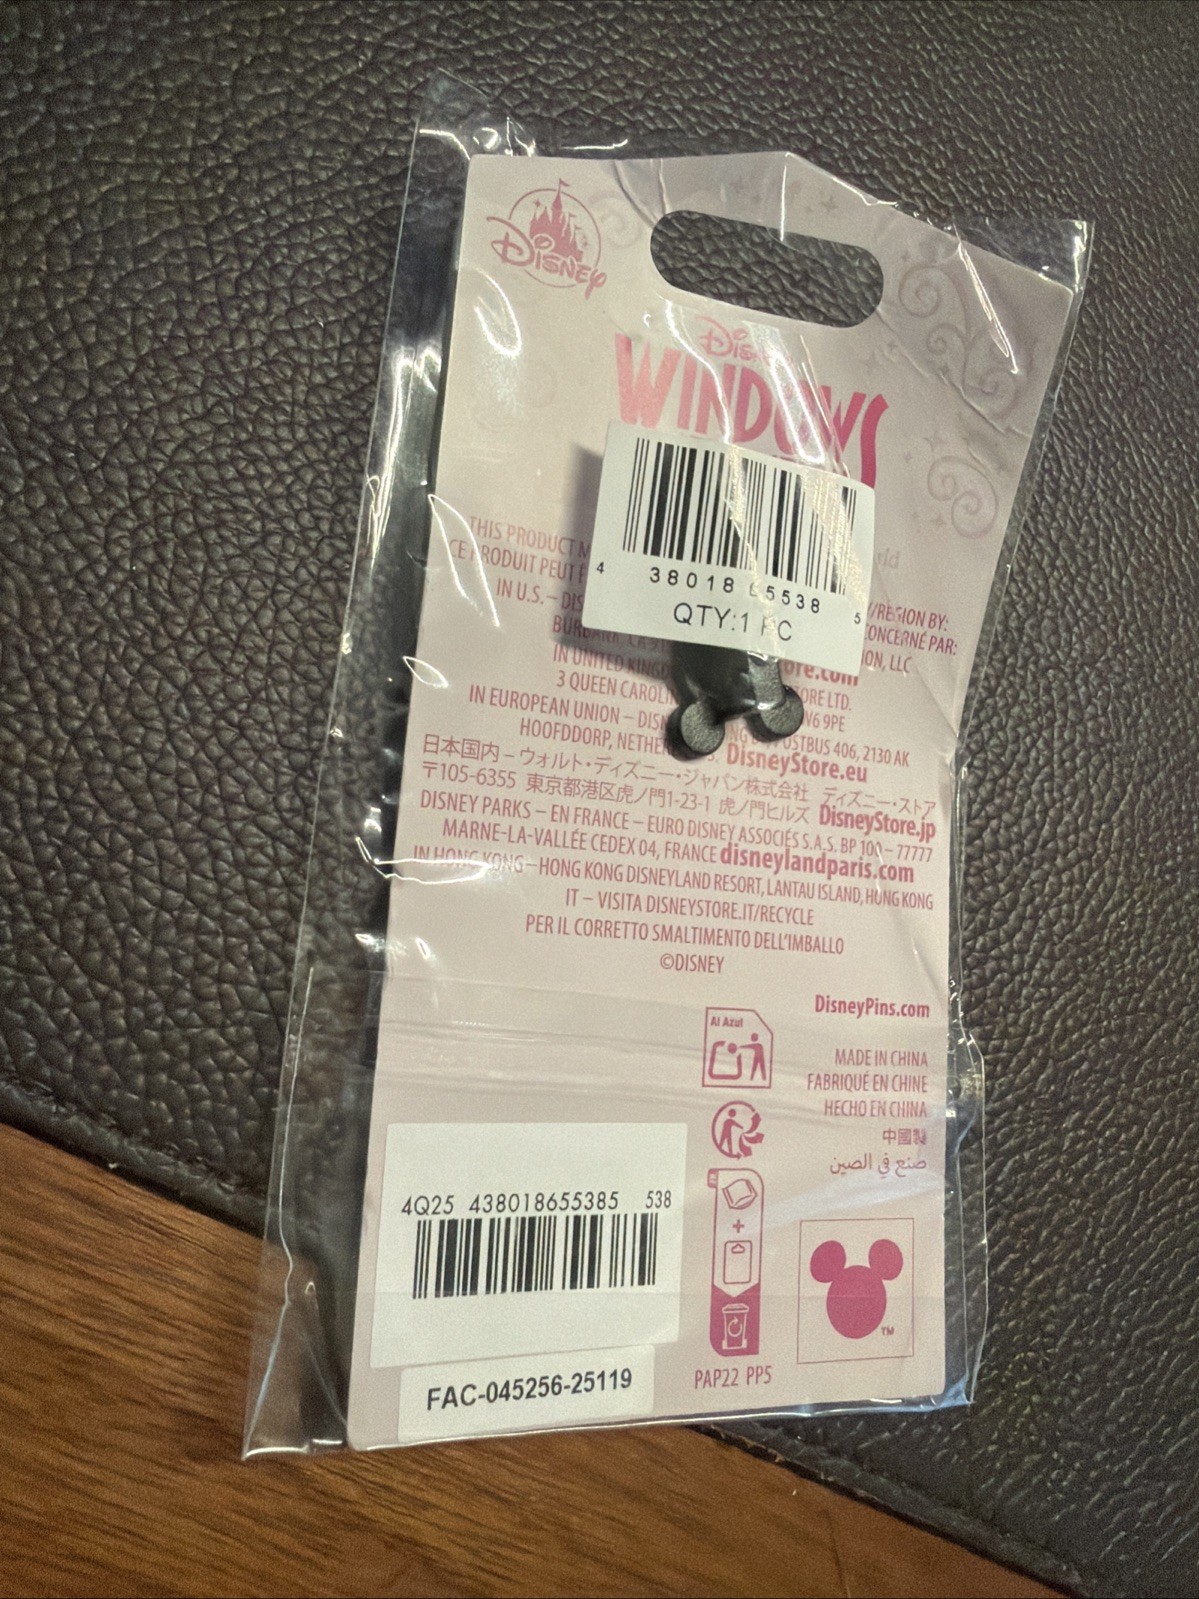 Disney
WINDOWS
4 38018 65538 5
QTY:1 PC
THIS PRODUCT
/REGION BY:
CE PRODUIT PEUT
CONCERNÉ PAR:
IN U.S. – DIS
ION, LLC
BURBANK, CA
ore.com
IN UNITED KINGD
ORE LTD.
3 QUEEN CAROLIN
V6 9PE
IN EUROPEAN UNION – DISN
POSTBUS 406, 2130 AK
HOOFDDORP, NETHER
DisneyStore.eu
日本国内 – ウォルト・ディズニー・ジャパン株式会社 ディズニー・ストア
〒105-6355 東京都港区虎ノ門1-23-1 虎ノ門ヒルズ DisneyStore.jp
DISNEY PARKS – EN FRANCE – EURO DISNEY ASSOCIÉS S.A.S. BP 100 – 77777
MARNE-LA-VALLÉE CEDEX 04, FRANCE disneylandparis.com
IN HONG KONG – HONG KONG DISNEYLAND RESORT, LANTAU ISLAND, HONG KONG
IT – VISITA DISNEYSTORE.IT/RECYCLE
PER IL CORRETTO SMALTIMENTO DELL'IMBALLO
©DISNEY
DisneyPins.com
Al Azul
MADE IN CHINA
FABRIQUÉ EN CHINE
HECHO EN CHINA
中國製
صنع في الصين
4Q25 438018655385 538
+
TM
PAP22 PP5
FAC-045256-25119